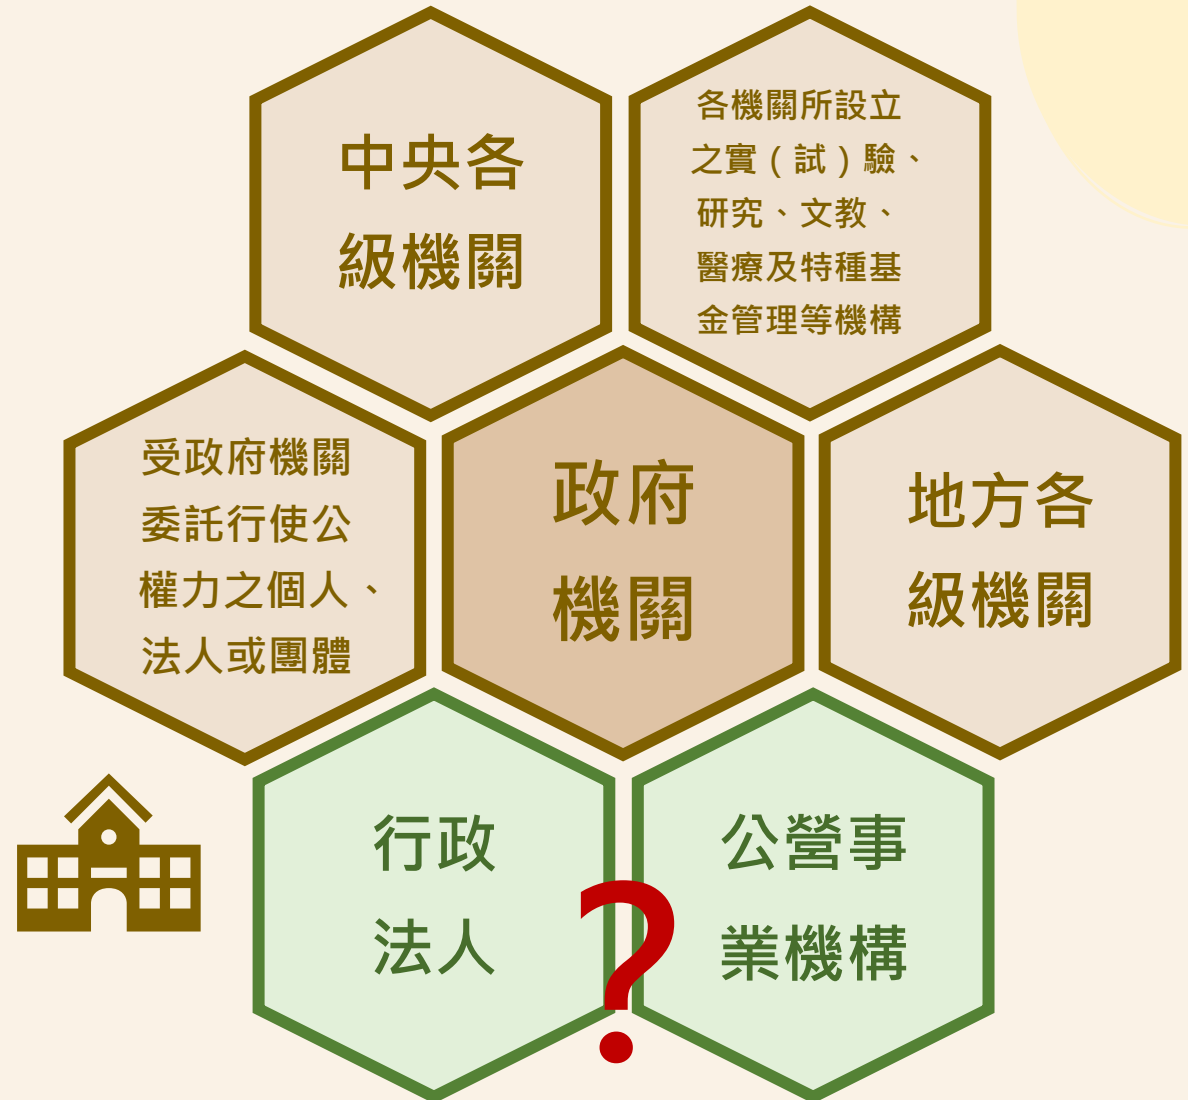 中央各
級機關
各機關所設立
之實（試）驗、
研究、文教、
醫療及特種基
金管理等機構
受政府機關
委託行使公
權力之個人、
法人或團體
政府
機關
地方各
級機關
行政
法人
?
公營事
業機構